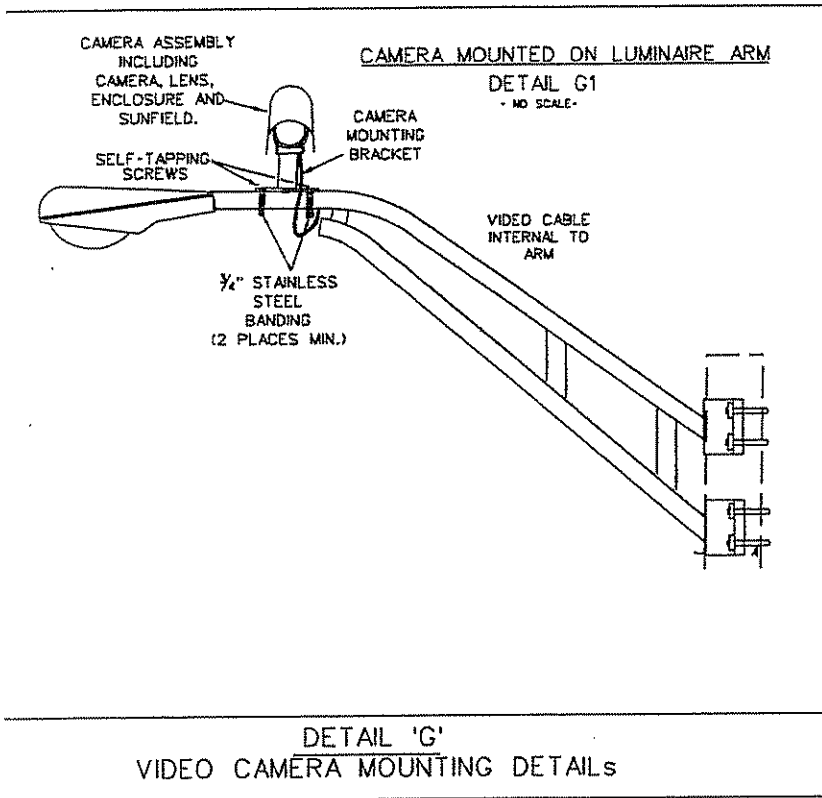 CAMERA ASSEMBLY
INCLUDING
CAMERA, LENS,
ENCLOSURE AND
SUNFIELD.
CAMERA MOUNTED ON LUMINAIRE ARM
DETAIL G1
- NO SCALE-
CAMERA
MOUNTING
BRACKET
SELF-TAPPING
SCREWS
VIDEO CABLE
INTERNAL TO
ARM
¾" STAINLESS
STEEL
BANDING
(2 PLACES MIN.)
DETAIL 'G'
VIDEO CAMERA MOUNTING DETAILs